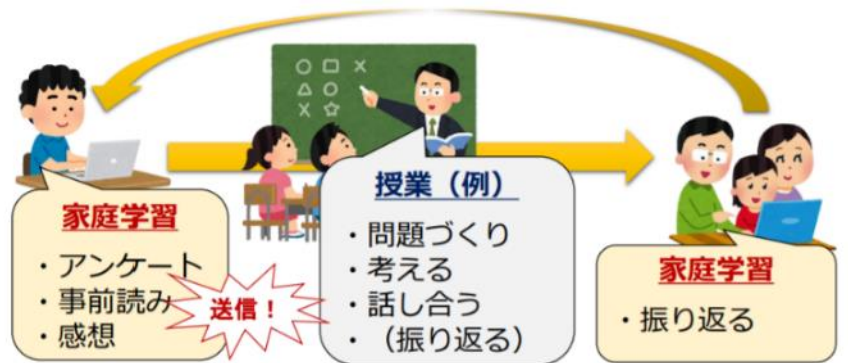 家庭学習
・アンケート
・事前読み
・感想
送信！
授業（例）
・問題づくり
・考える
・話し合う
・（振り返る）
家庭学習
・振り返る